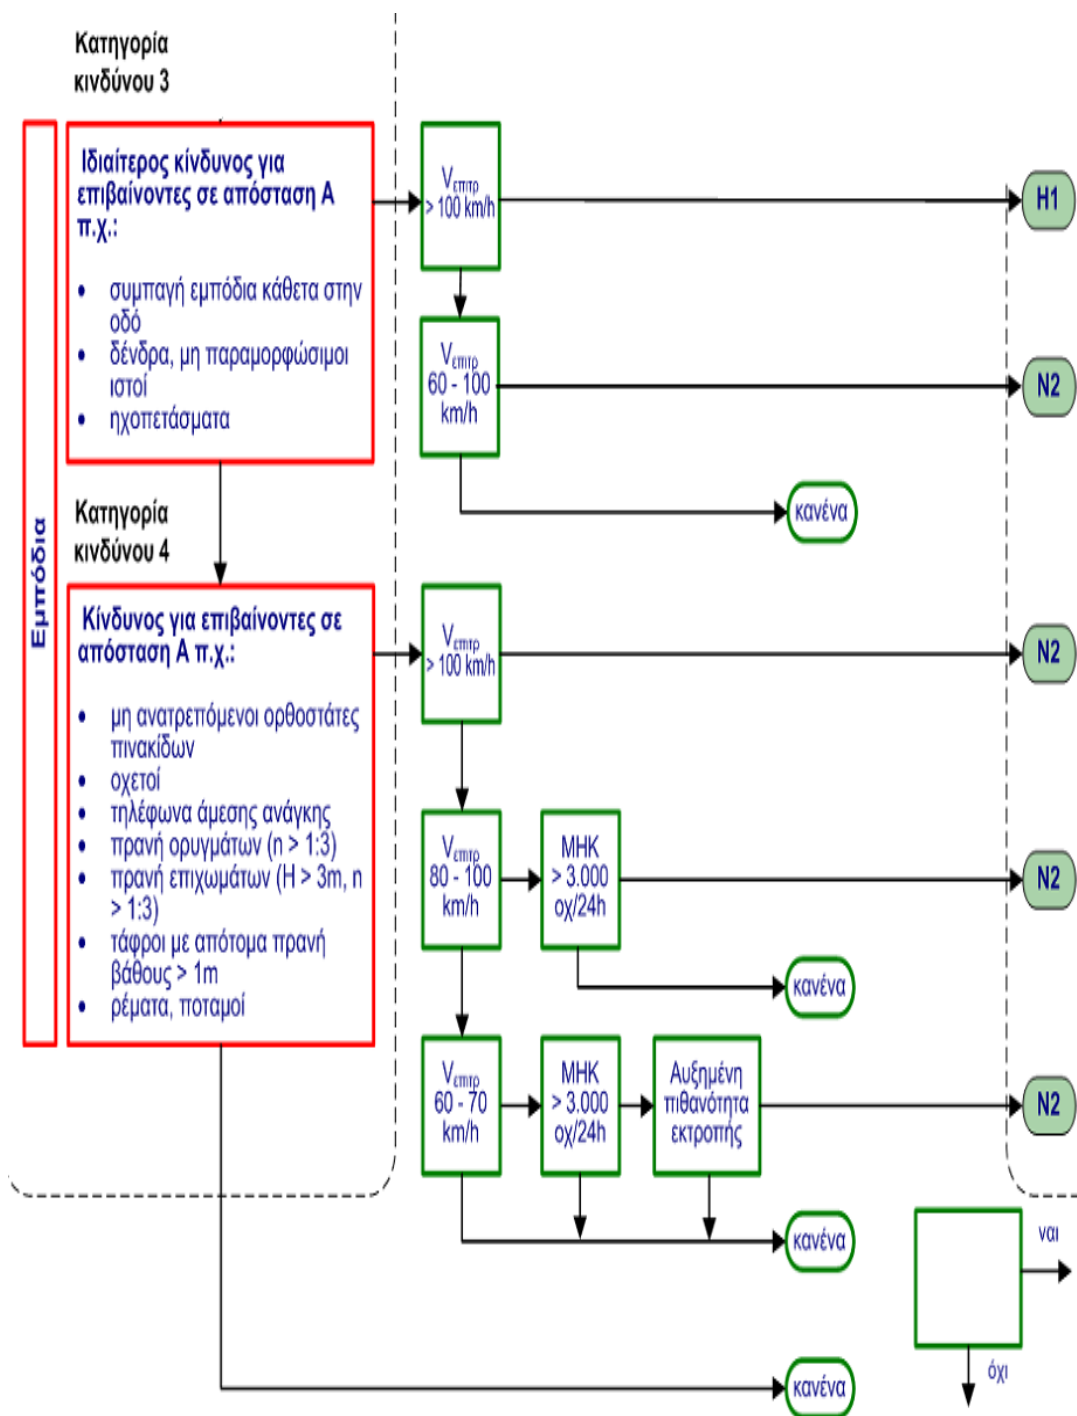 Κατηγορία
κινδύνου 3
Εμπόδια
Ιδιαίτερος κίνδυνος για
επιβαίνοντες σε απόσταση Α
π.χ.:
• συμπαγή εμπόδια κάθετα στην
οδό
• δένδρα, μη παραμορφώσιμοι
ιστοί
• ηχοπετάσματα
Vεπιτρ
> 100 km/h
H1
Vεπιτρ
60 - 100
km/h
N2
κανένα
Κατηγορία
κινδύνου 4
Κίνδυνος για επιβαίνοντες σε
απόσταση Α π.χ.:
• μη ανατρεπόμενοι ορθοστάτες
πινακίδων
• οχετοί
• τηλέφωνα άμεσης ανάγκης
• πρανή ορυγμάτων (n > 1:3)
• πρανή επιχωμάτων (H > 3m, n
> 1:3)
• τάφροι με απότομα πρανή
βάθους > 1m
• ρέματα, ποταμοί
Vεπιτρ
> 100 km/h
N2
Vεπιτρ
80 - 100
km/h
ΜΗΚ
> 3.000
οχ/24h
N2
κανένα
Vεπιτρ
60 - 70
km/h
ΜΗΚ
> 3.000
οχ/24h
Αυξημένη
πιθανότητα
εκτροπής
N2
κανένα
κανένα
ναι
όχι